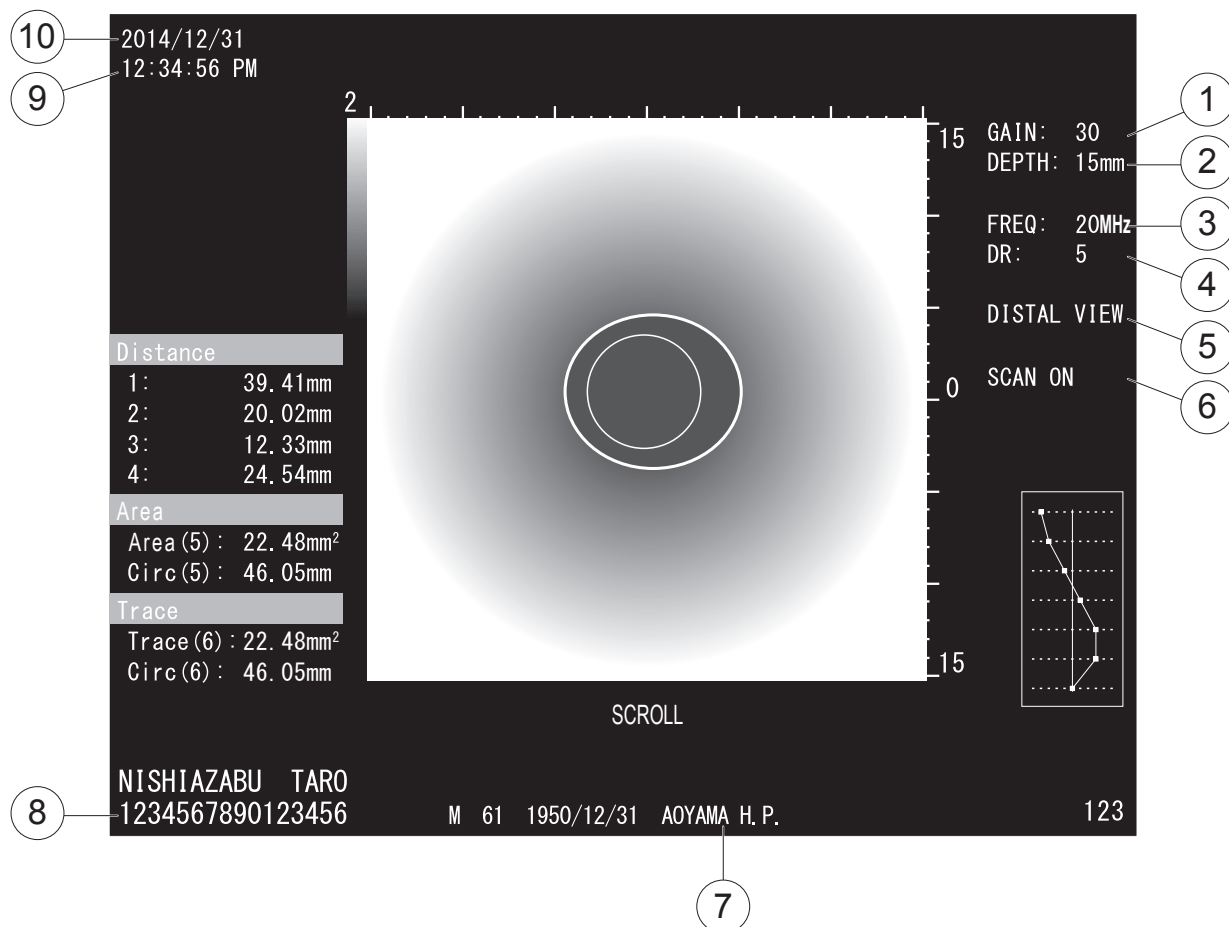 10
2014/12/31
9
12:34:56 PM
2
15
0
15
GAIN: 30
1
DEPTH: 15mm
2
FREQ: 20MHz
3
DR: 5
4
DISTAL VIEW
5
SCAN ON
6
Distance
1: 39.41mm
2: 20.02mm
3: 12.33mm
4: 24.54mm
Area
Area(5): 22.48mm²
Circ(5): 46.05mm
Trace
Trace(6): 22.48mm²
Circ(6): 46.05mm
SCROLL
NISHIAZABU TARO
8
1234567890123456
M 61 1950/12/31 AOYAMA H.P.
123
7